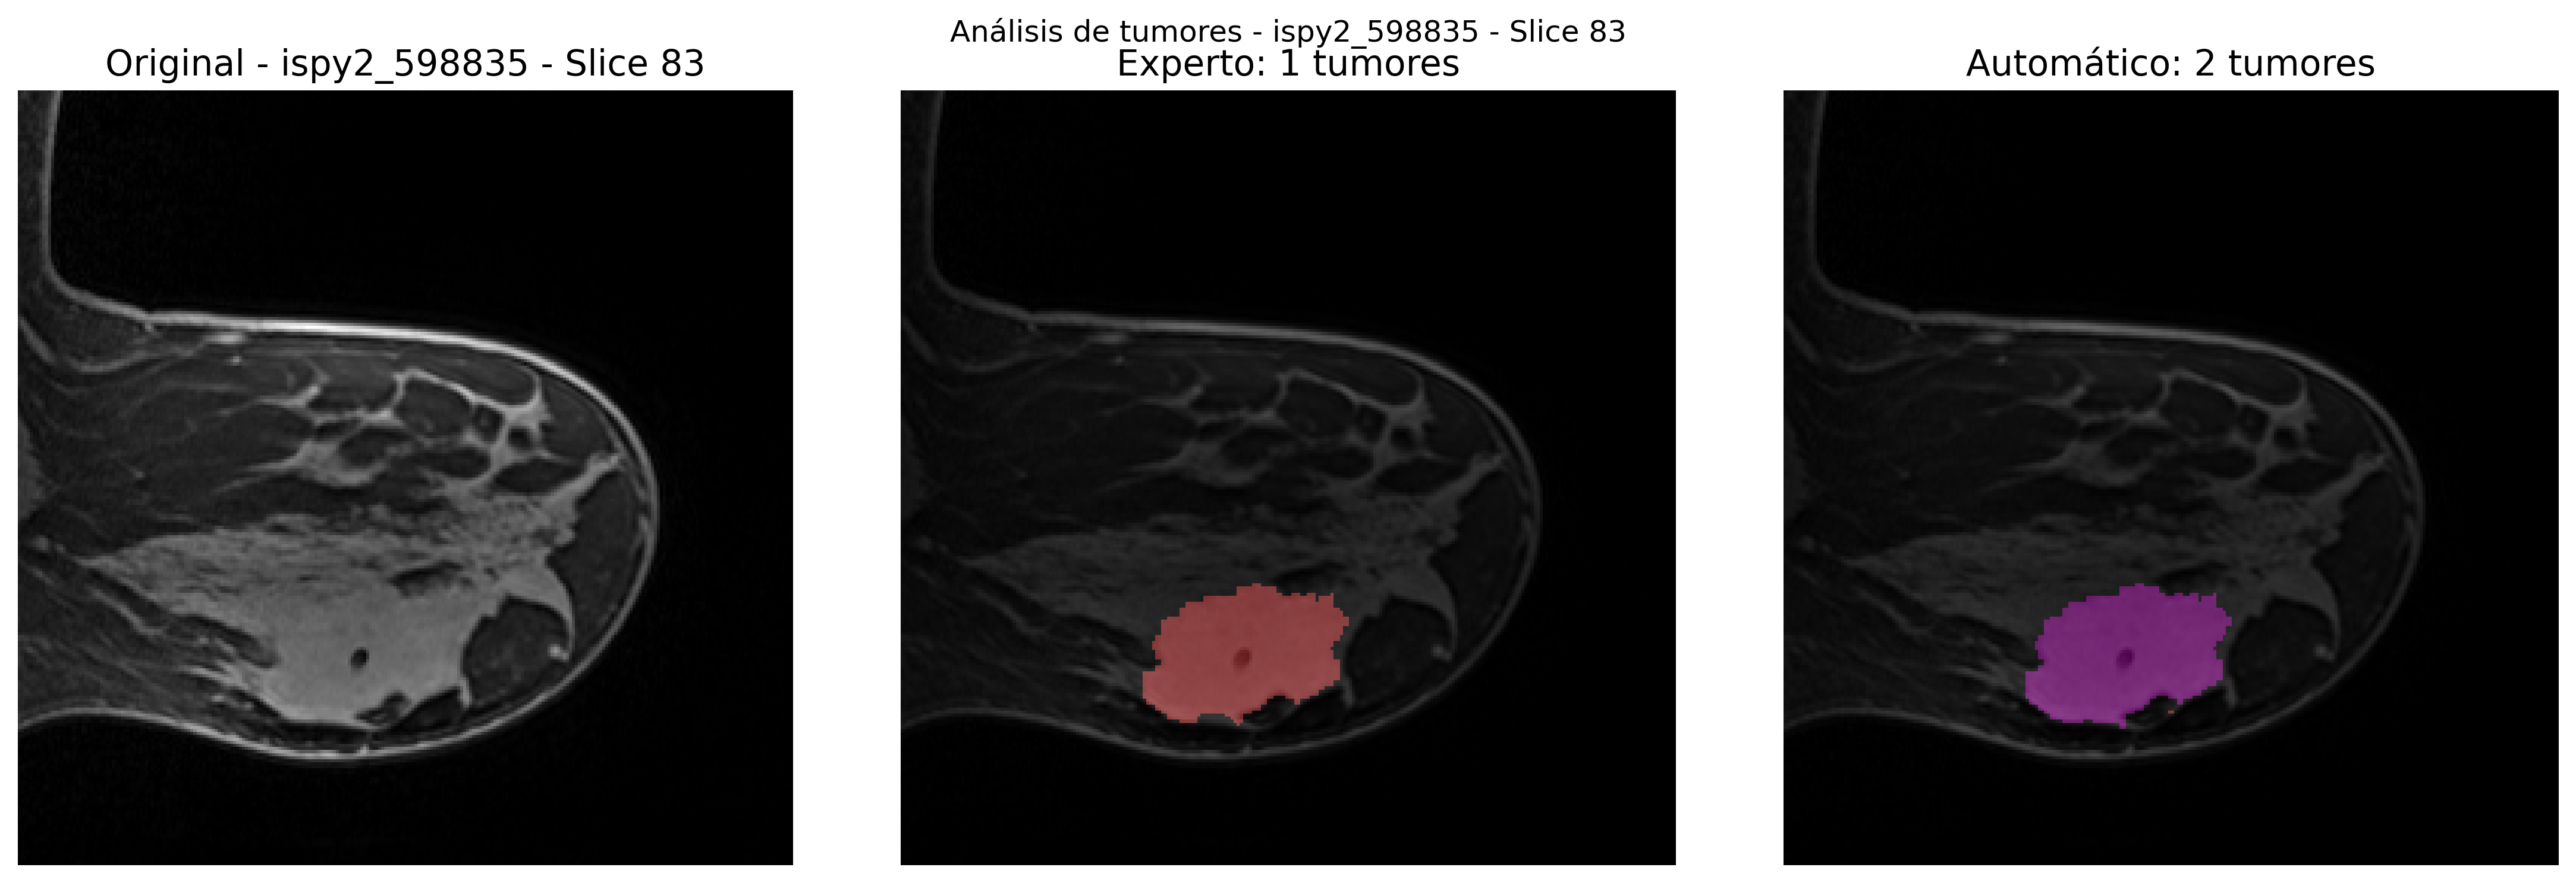 Análisis de tumores - ispy2_598835 - Slice 83
Original - ispy2_598835 - Slice 83
Experto: 1 tumores
Automático: 2 tumores